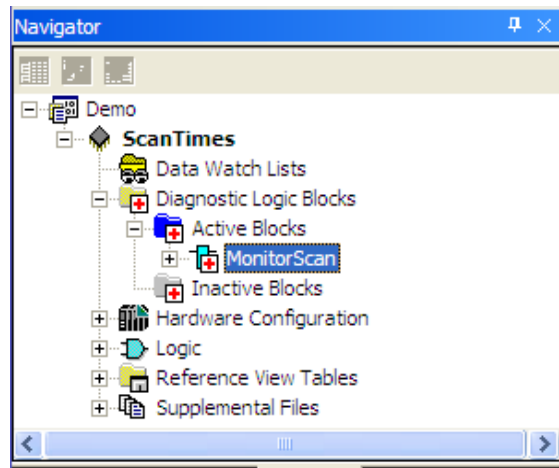 Navigator
Demo
ScanTimes
Data Watch Lists
Diagnostic Logic Blocks
Active Blocks
MonitorScan
Inactive Blocks
Hardware Configuration
Logic
Reference View Tables
Supplemental Files